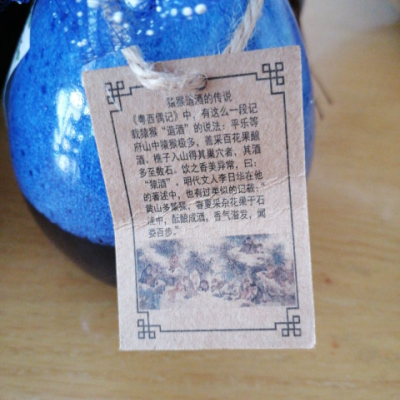 猿猴造酒的传说
《粤西偶记》中，有这么一段记
载猿猴“造酒”的说法：平乐等
府山中猿猴极多，善采百花果酿
酒。樵子入山得其巢穴者，其酒
多至数石。饮之香美异常，曰：
“猿酒”。明代文人李日华在他
的著述中，也有过类似的记载：“
黄山多猿猱，春夏采杂花果于石
洼中，酝酿成酒，香气溢发，闻
娄百步。”